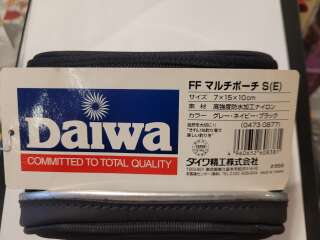 Daiwa
COMMITTED TO TOTAL QUALITY
FF マルチポーチ S(E)
サイズ 7×15×10cm
素材 高強度防水加工ナイロン
カラー グレー・ネイビー・ブラック
(0473-0877)
ダイワ精工株式会社